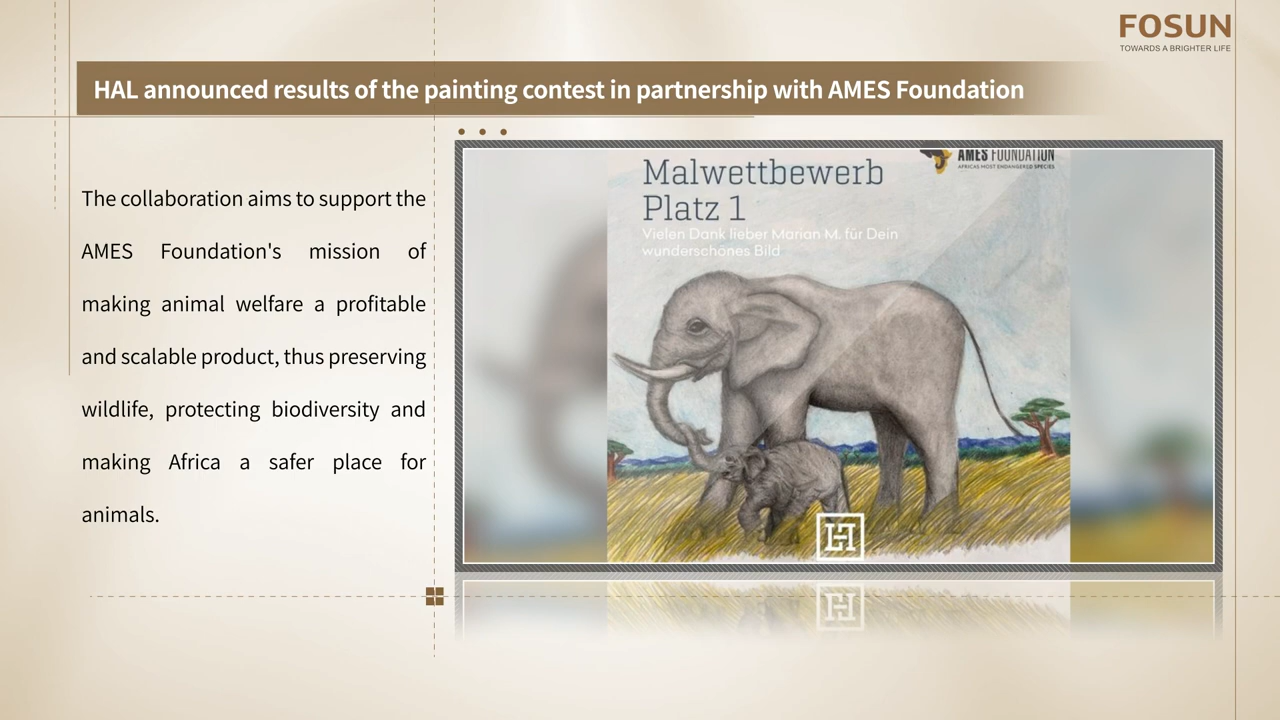 FOSUN
TOWARDS A BRIGHTER LIFE
HAL announced results of the painting contest in partnership with AMES Foundation
The collaboration aims to support the
AMES Foundation's mission of
making animal welfare a profitable
and scalable product, thus preserving
wildlife, protecting biodiversity and
making Africa a safer place for
animals.
AMES FOUNDATION
AFRICAS MOST ENDANGERED SPECIES
Malwettbewerb
Platz 1
Vielen Dank lieber Marian M. für Dein
wunderschönes Bild